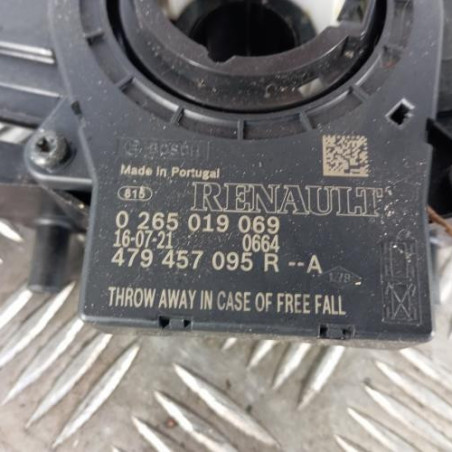 BOSCH
Made in Portugal
815 RENAULT
0 265 019 069
16-07-21 0664
479 457 095 R --A
THROW AWAY IN CASE OF FREE FALL